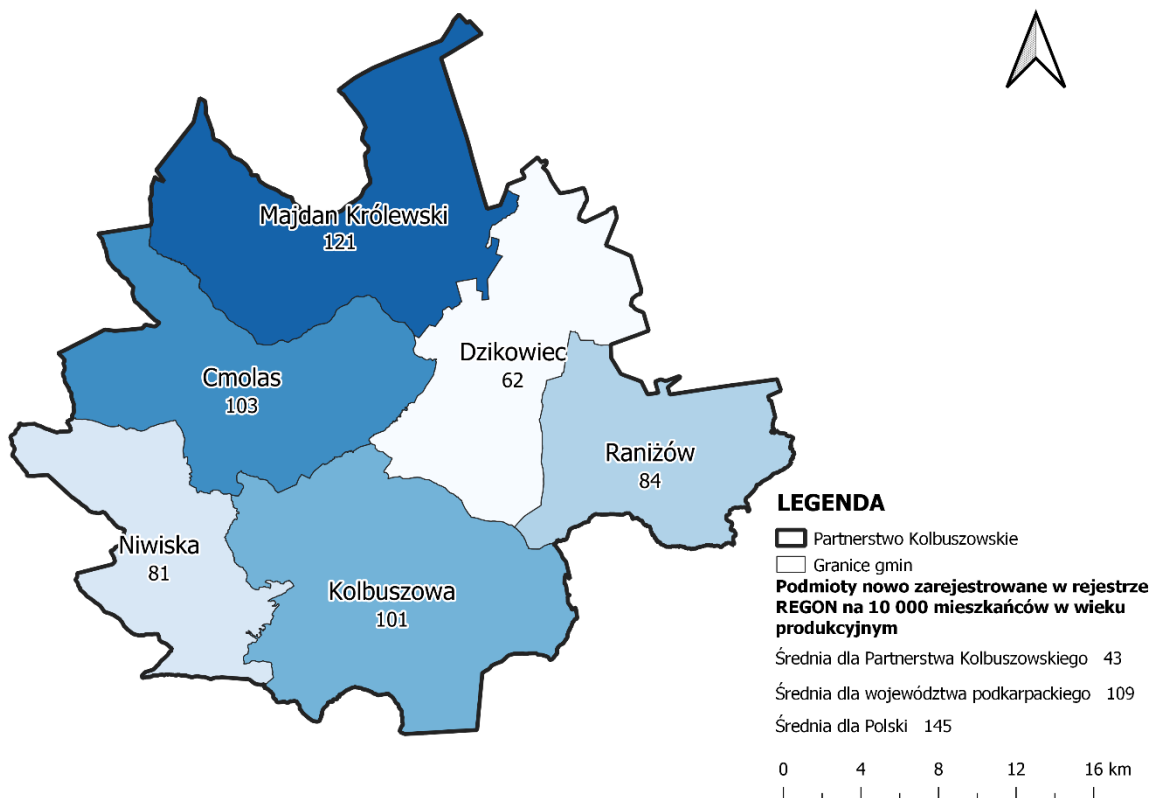 Majdan Królewski
121
Dzikowiec
62
Cmolas
103
Raniżów
84
Niwiska
81
Kolbuszowa
101
LEGENDA
Partnerstwo Kolbuszowskie
Granice gmin
Podmioty nowo zarejestrowane w rejestrze
REGON na 10 000 mieszkańców w wieku
produkcyjnym
Średnia dla Partnerstwa Kolbuszowskiego 43
Średnia dla województwa podkarpackiego 109
Średnia dla Polski 145
0 4 8 12 16 km